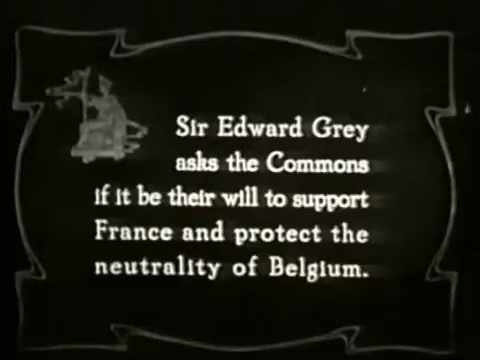 Sir Edward Grey
asks the Commons
if it be their will to support
France and protect the
neutrality of Belgium.